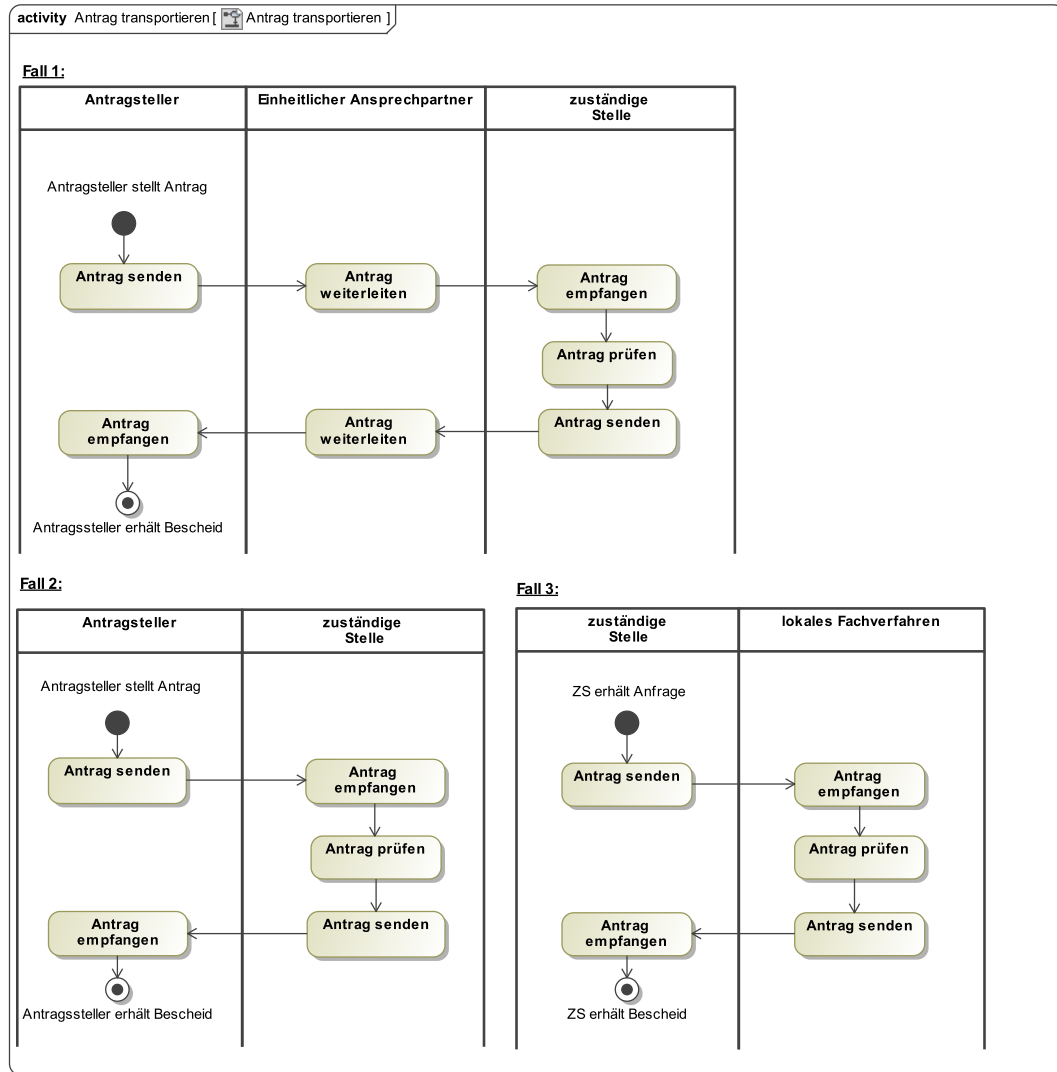 activity Antrag transportieren [ Antrag transportieren ]
Fall 1:
Antragsteller
Einheitlicher Ansprechpartner
zuständige
Stelle
Antragsteller stellt Antrag
Antrag senden
Antrag
weiterleiten
Antrag
empfangen
Antrag prüfen
Antrag senden
Antrag
weiterleiten
Antrag
empfangen
Antragssteller erhält Bescheid
Fall 2:
Antragsteller
zuständige
Stelle
Antragsteller stellt Antrag
Antrag senden
Antrag
empfangen
Antrag prüfen
Antrag senden
Antrag
empfangen
Antragssteller erhält Bescheid
Fall 3:
zuständige
Stelle
lokales Fachverfahren
ZS erhält Anfrage
Antrag senden
Antrag
empfangen
Antrag prüfen
Antrag senden
Antrag
empfangen
ZS erhält Bescheid